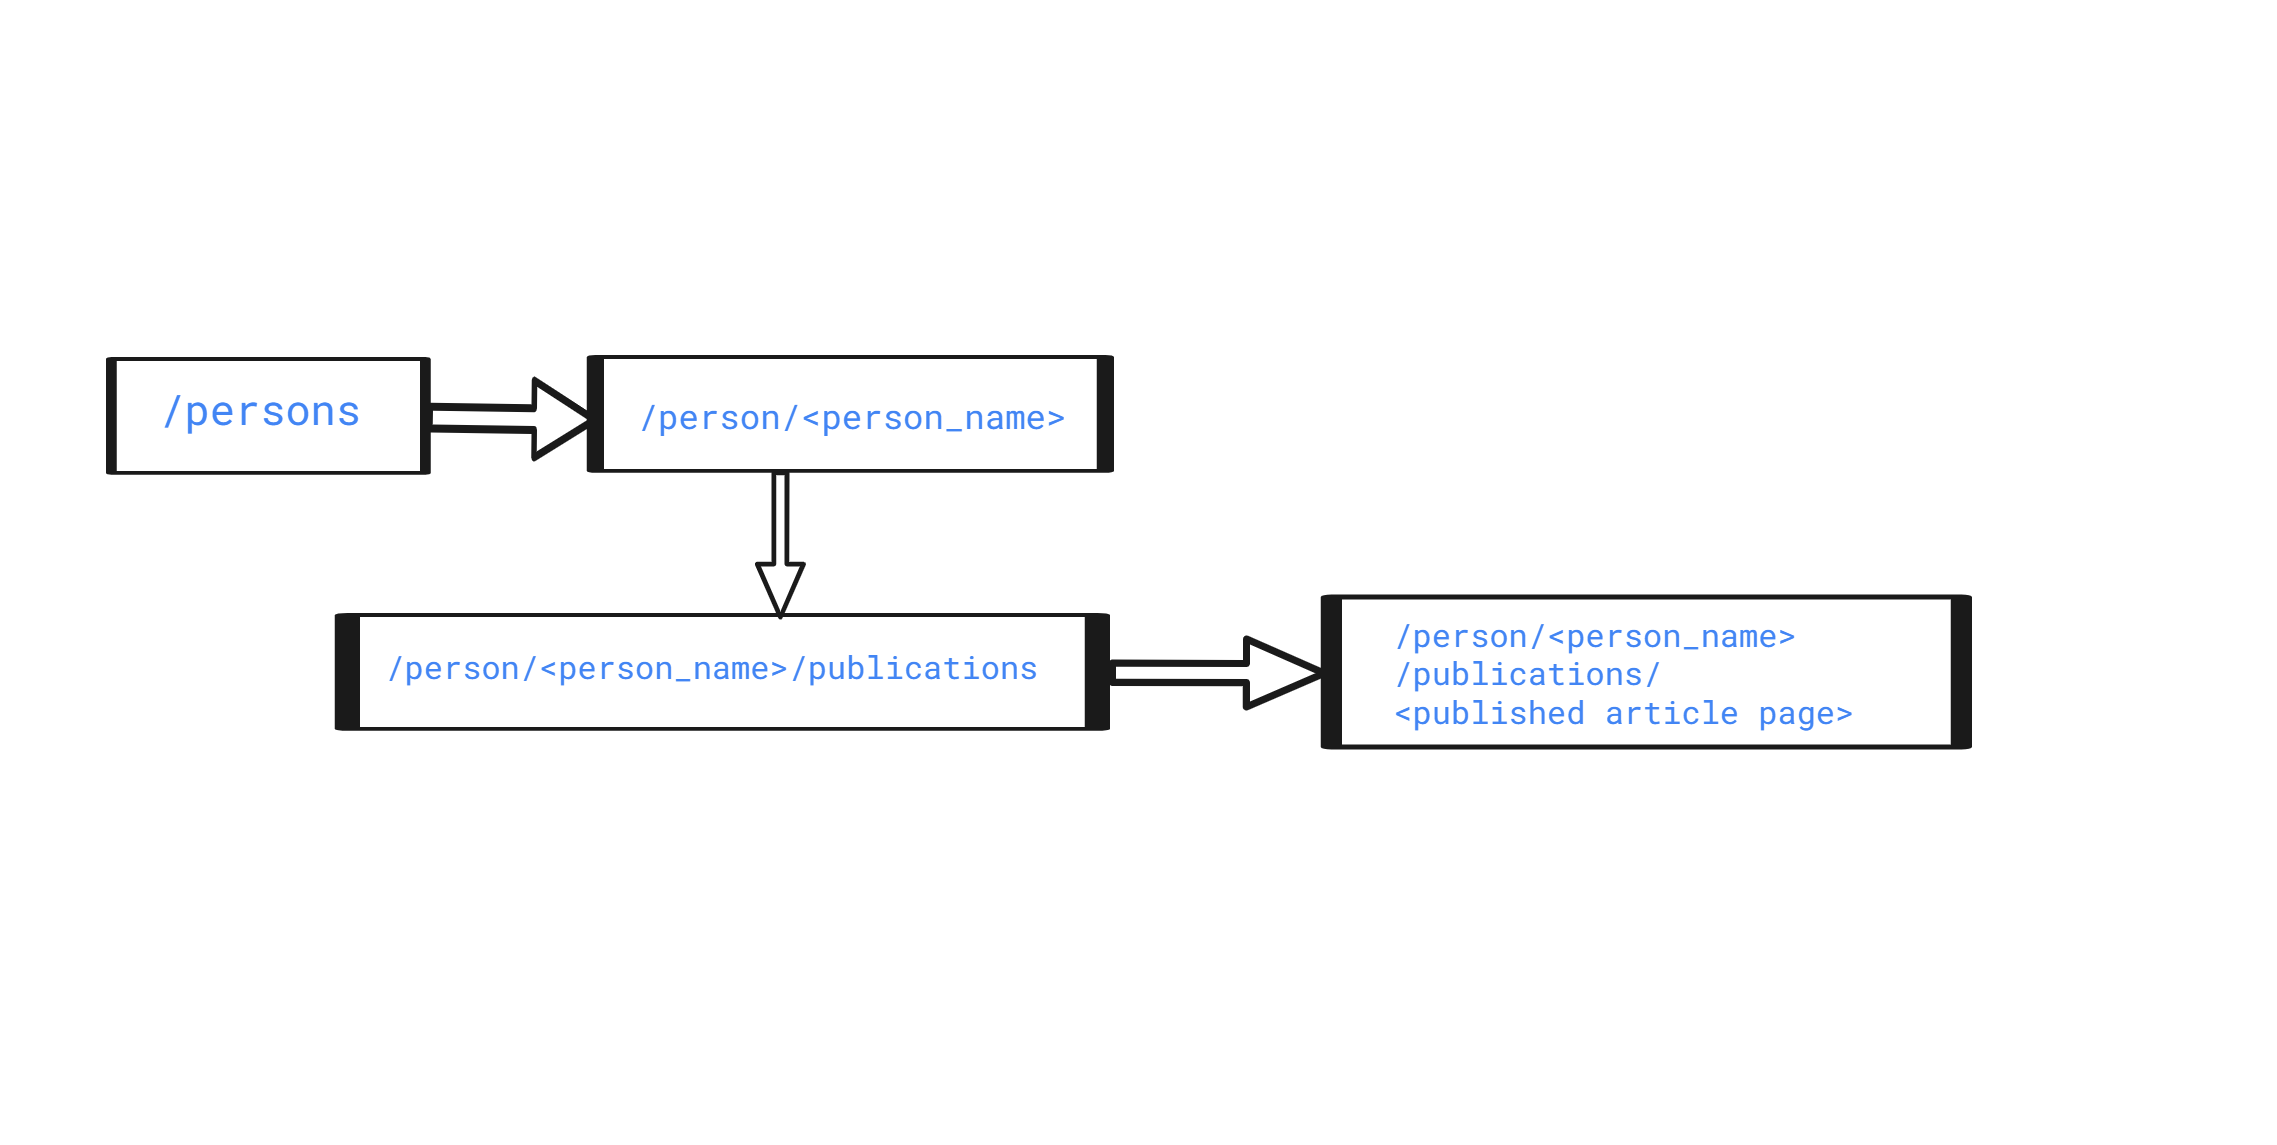 /persons
/person/<person_name>
/person/<person_name>/publications
/person/<person_name>
/publications/
<published article page>